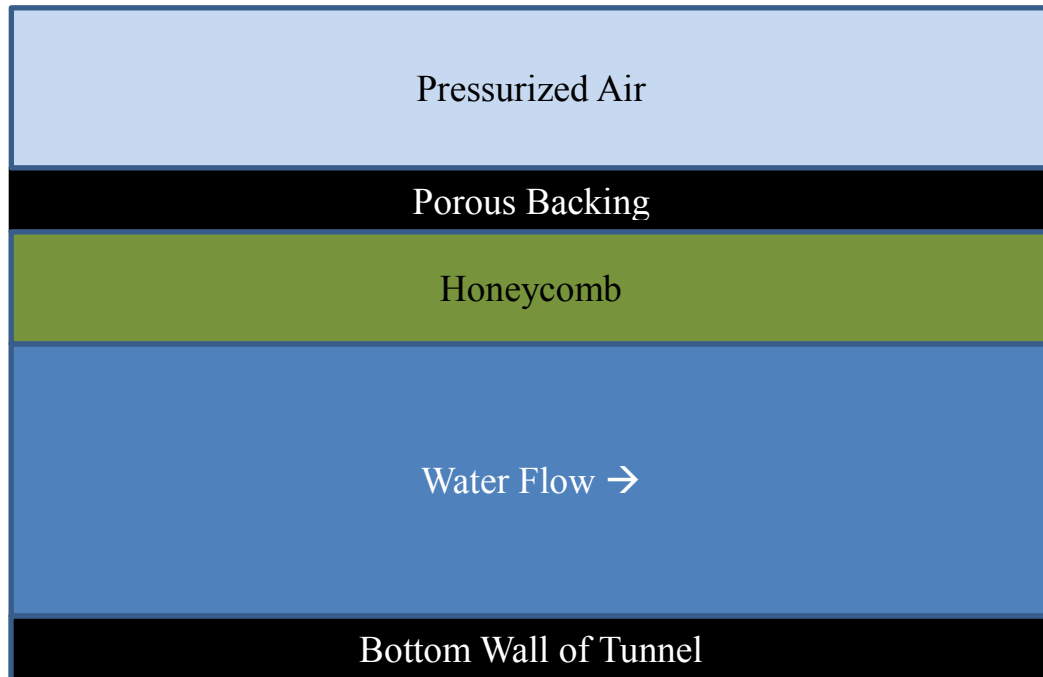 Pressurized Air
Porous Backing
Honeycomb
Water Flow →
Bottom Wall of Tunnel